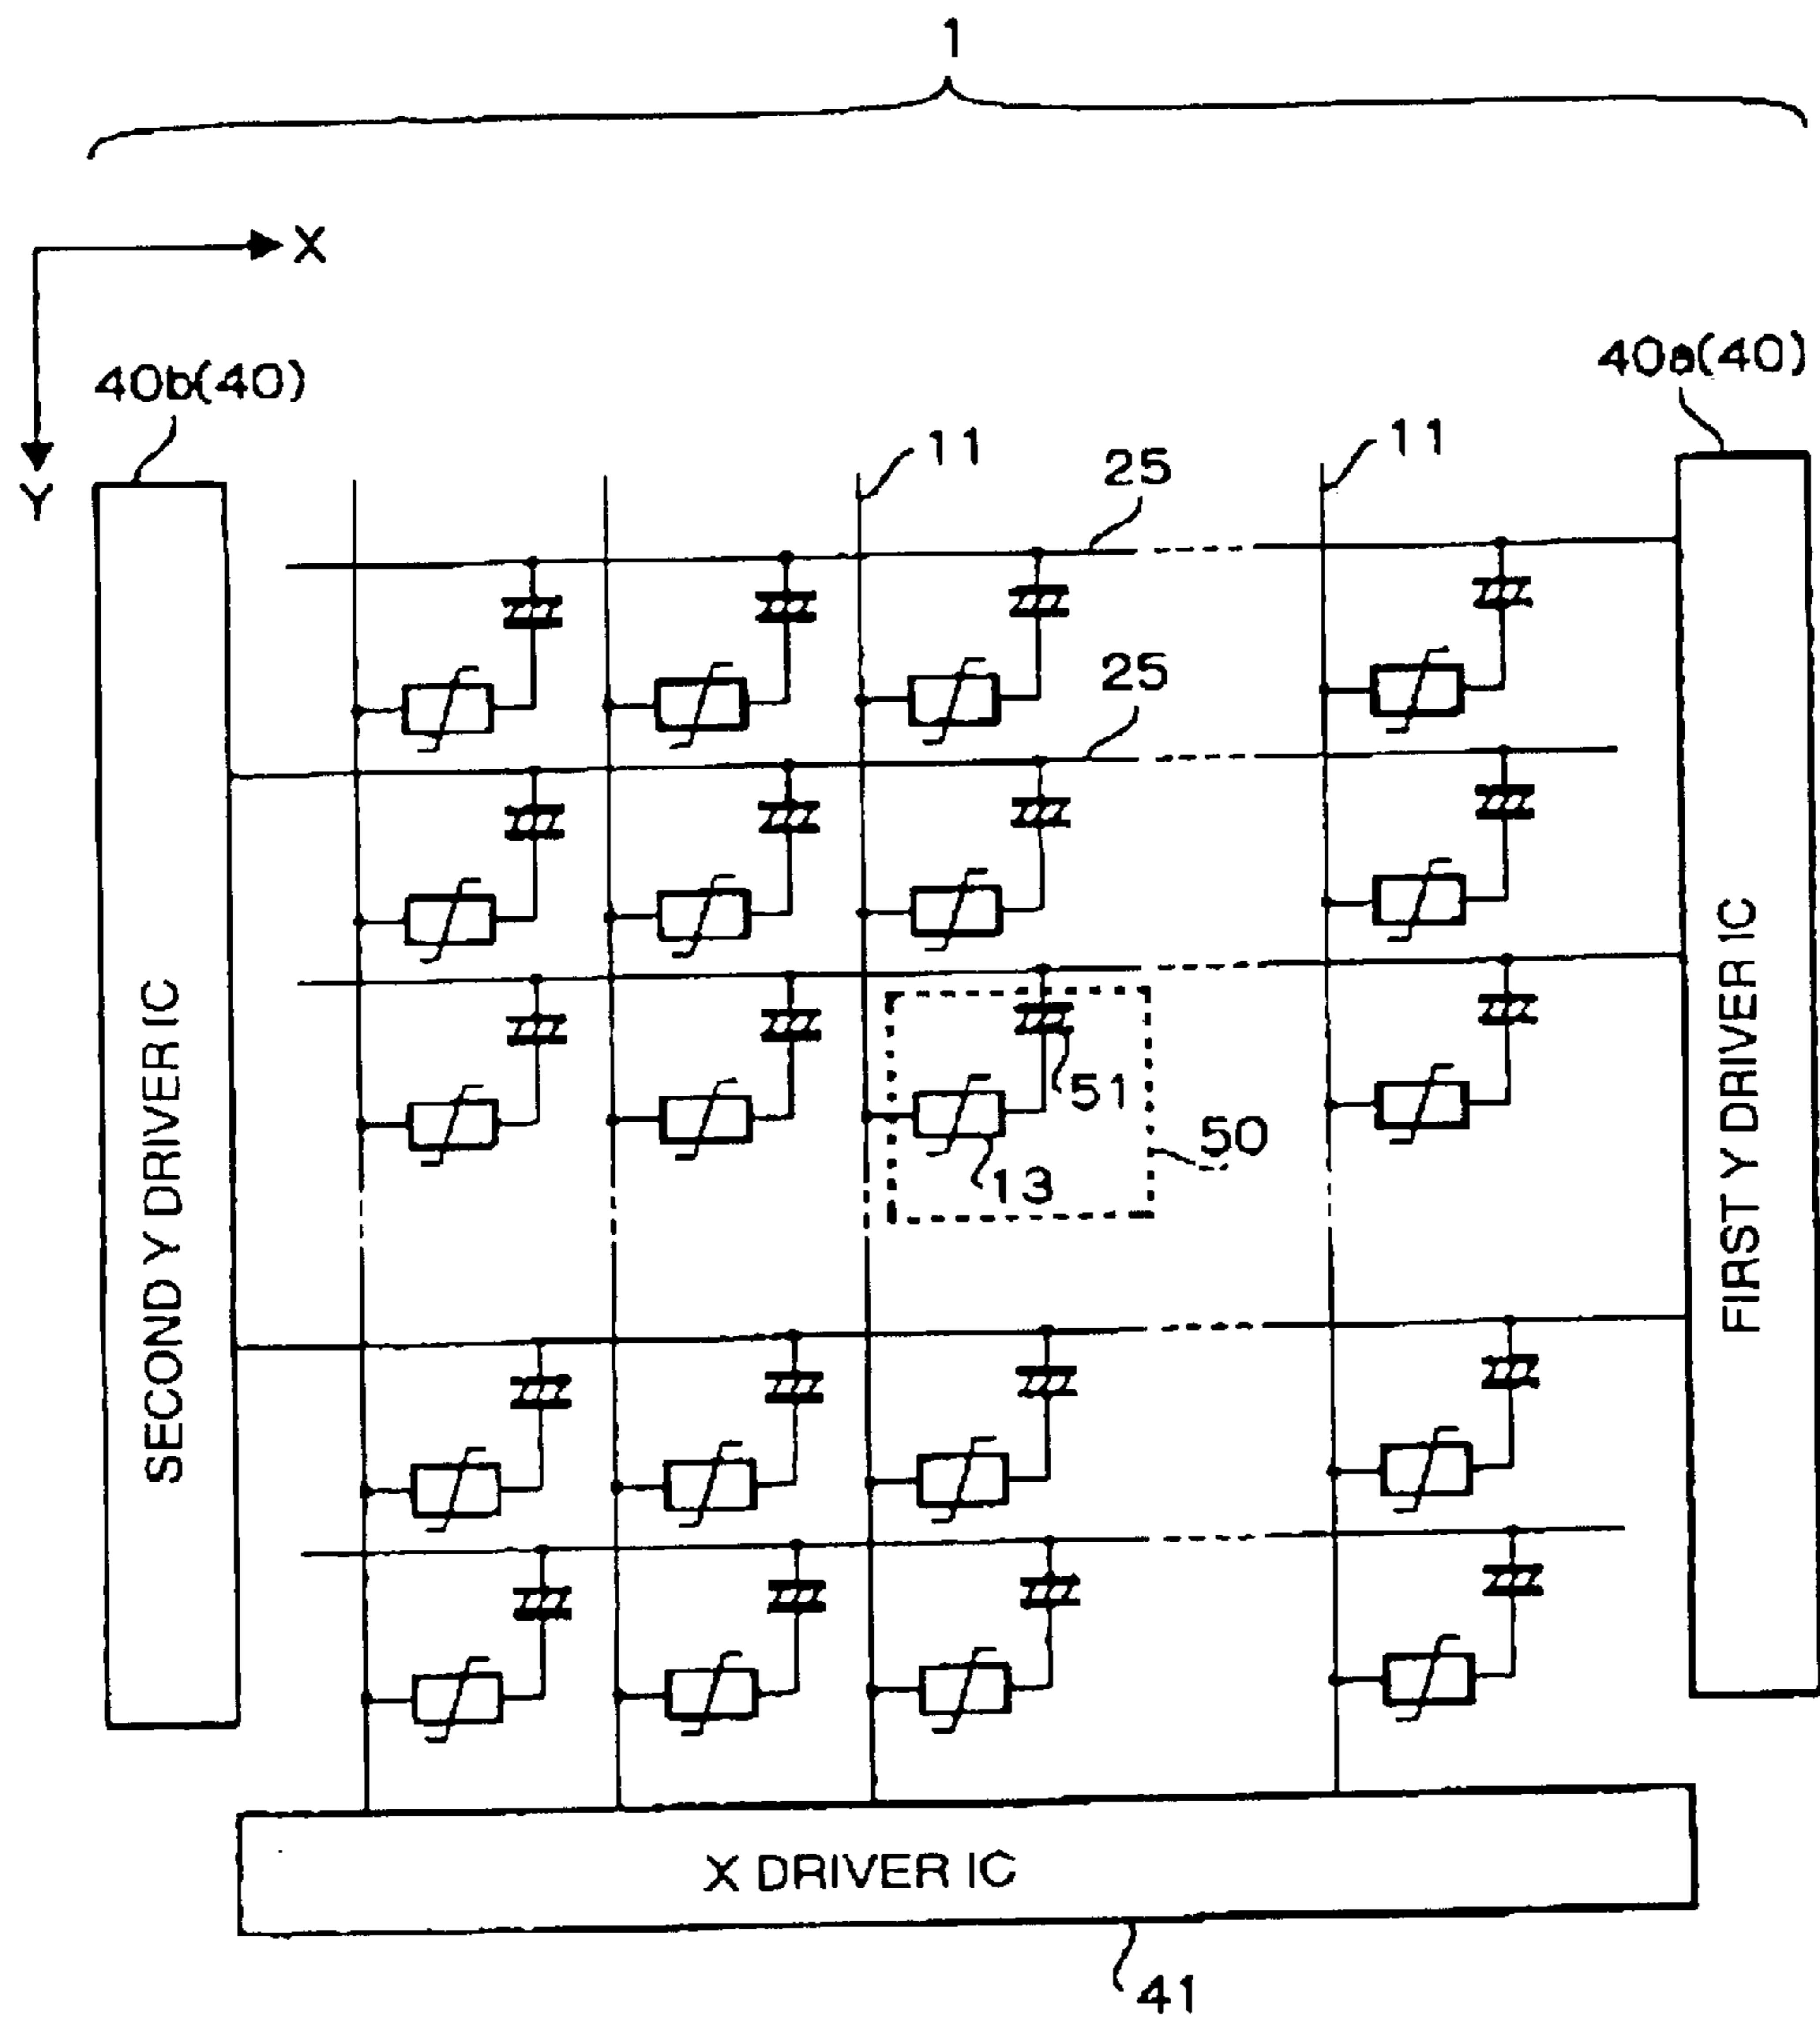 1
X
Y
40b(40)
40a(40)
11
11
25
25
SECOND Y DRIVER IC
FIRST Y DRIVER IC
51
50
13
X DRIVER IC
41